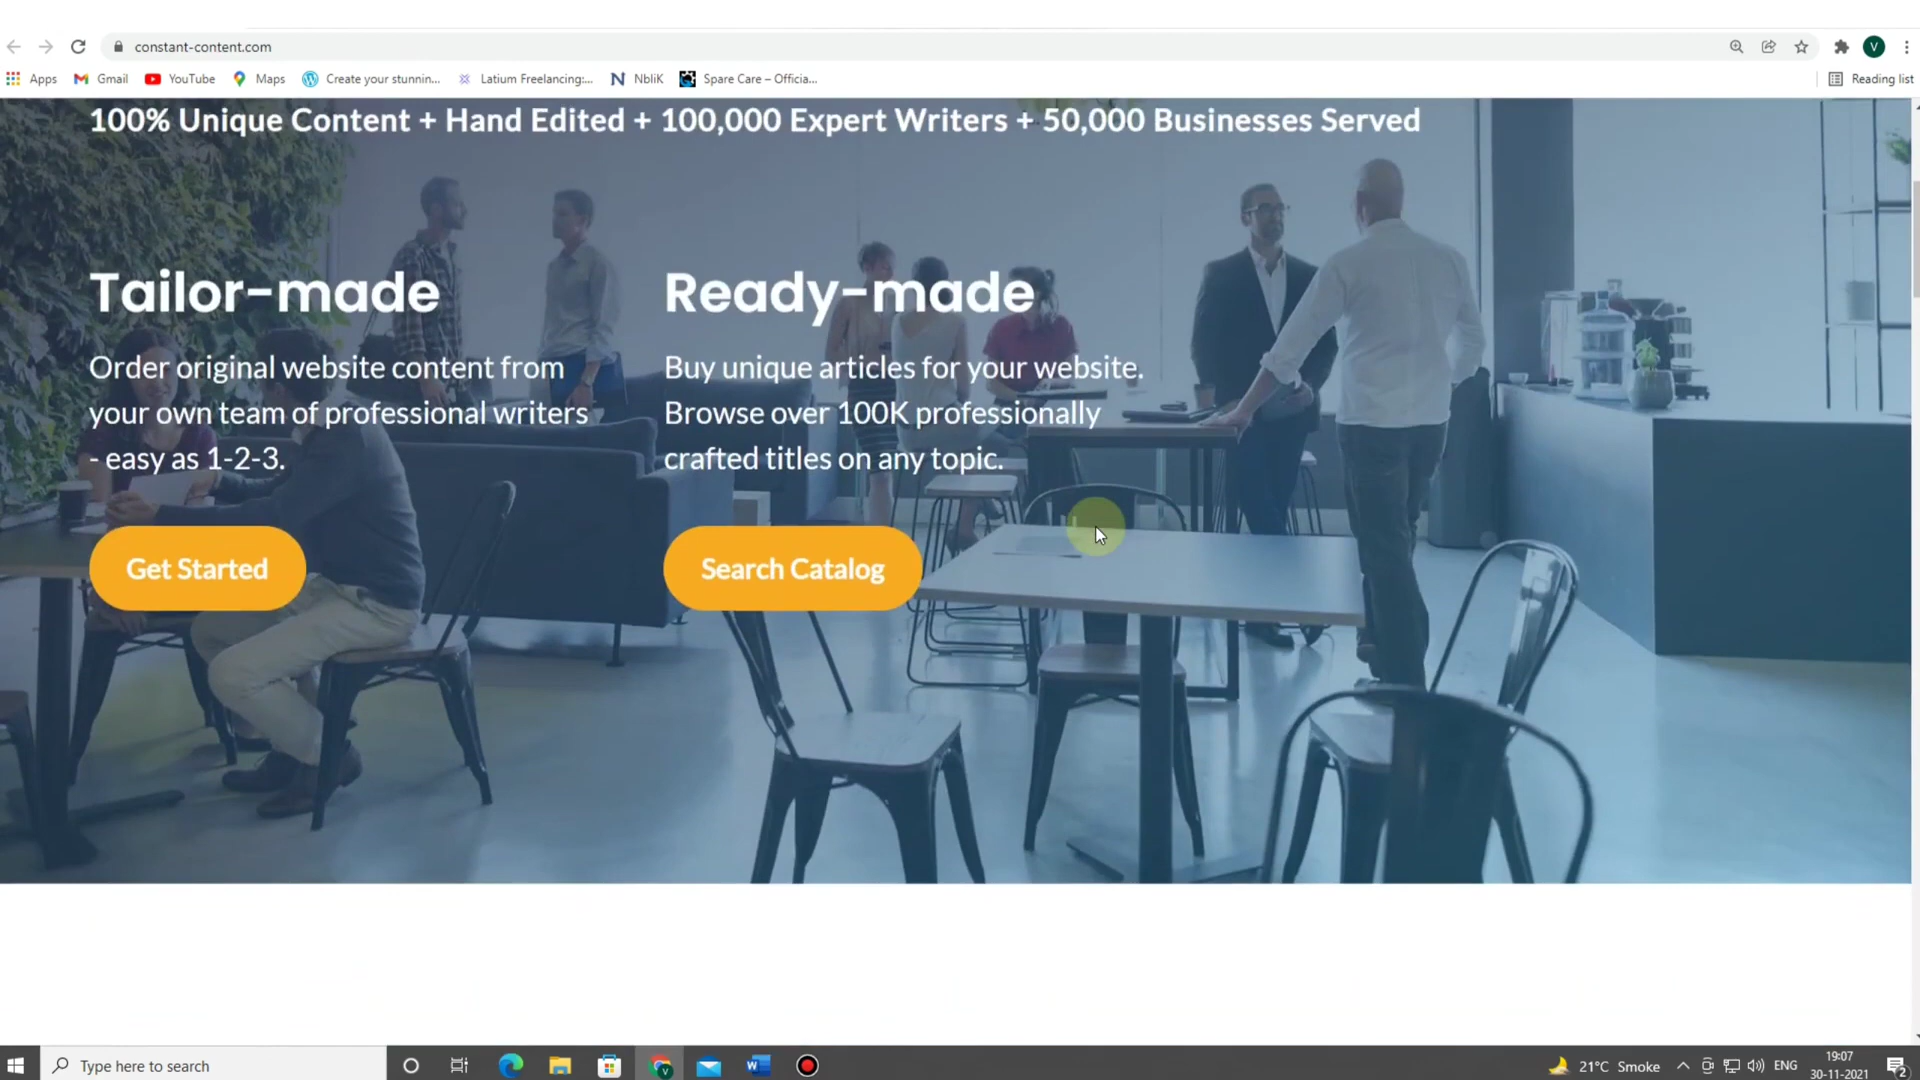 constant-content.com
V
Apps
Gmail
YouTube
Maps
Create your stunnin...
Latium Freelancing:...
NbliK
Spare Care – Officia...
Reading list
100% Unique Content + Hand Edited + 100,000 Expert Writers + 50,000 Businesses Served
Tailor-made
Order original website content from
your own team of professional writers
- easy as 1-2-3.
Get Started
Ready-made
Buy unique articles for your website.
Browse over 100K professionally
crafted titles on any topic.
Search Catalog
Type here to search
21°C Smoke
ENG
19:07
30-11-2021
2